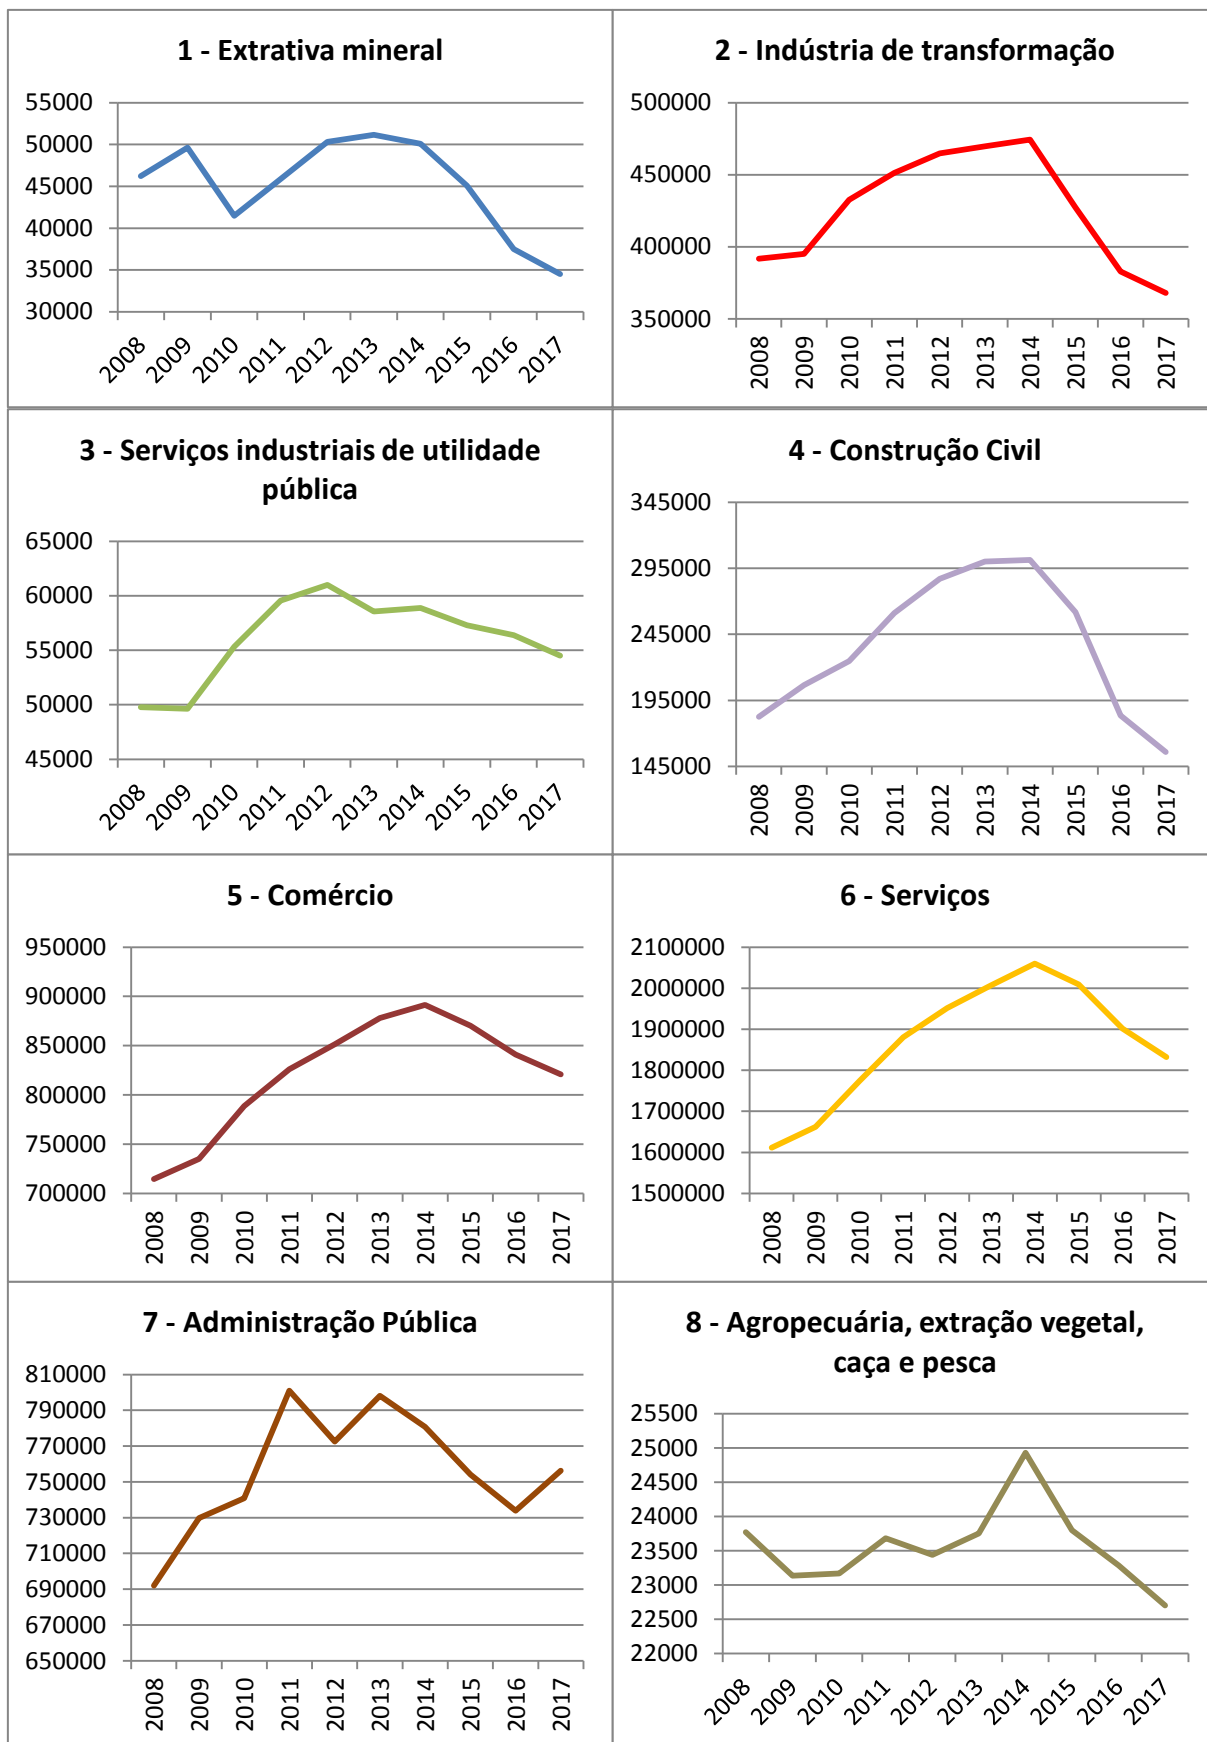 1 - Extrativa mineral
55000
50000
45000
40000
35000
30000
2008 2009 2010 2011 2012 2013 2014 2015 2016 2017
2 - Indústria de transformação
500000
450000
400000
350000
2008 2009 2010 2011 2012 2013 2014 2015 2016 2017
3 - Serviços industriais de utilidade
pública
65000
60000
55000
50000
45000
2008 2009 2010 2011 2012 2013 2014 2015 2016 2017
4 - Construção Civil
345000
295000
245000
195000
145000
2008 2009 2010 2011 2012 2013 2014 2015 2016 2017
5 - Comércio
950000
900000
850000
800000
750000
700000
2008 2009 2010 2011 2012 2013 2014 2015 2016 2017
6 - Serviços
2100000
2000000
1900000
1800000
1700000
1600000
1500000
2008 2009 2010 2011 2012 2013 2014 2015 2016 2017
7 - Administração Pública
810000
790000
770000
750000
730000
710000
690000
670000
650000
2008 2009 2010 2011 2012 2013 2014 2015 2016 2017
8 - Agropecuária, extração vegetal,
caça e pesca
25500
25000
24500
24000
23500
23000
22500
22000
2008 2009 2010 2011 2012 2013 2014 2015 2016 2017